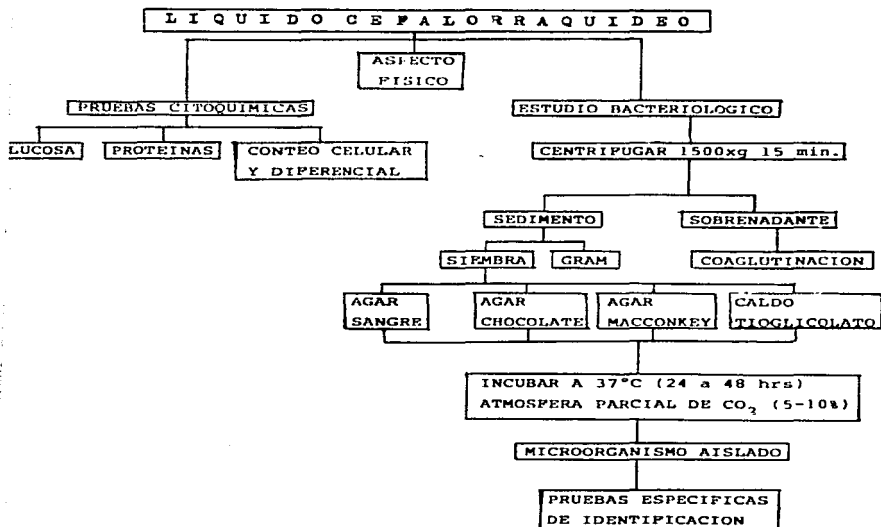 LIQUIDO CEFALORRAQUIDEO
ASPECTO
FISICO
PRUEBAS CITOQUIMICAS
ESTUDIO BACTERIOLOGICO
LUCOSA
PROTEINAS
CONTEO CELULAR
Y DIFERENCIAL
CENTRIFUGAR 1500xg 15 min.
SEDIMENTO
SOBRENADANTE
SIEMBRA
GRAM
COAGLUTINACION
AGAR
SANGRE
AGAR
CHOCOLATE
AGAR
MACCONKEY
CALDO
TIOGLICOLATO
INCUBAR A 37°C (24 a 48 hrs)
ATMOSFERA PARCIAL DE CO₂ (5-10%)
MICROORGANISMO AISLADO
PRUEBAS ESPECIFICAS
DE IDENTIFICACION